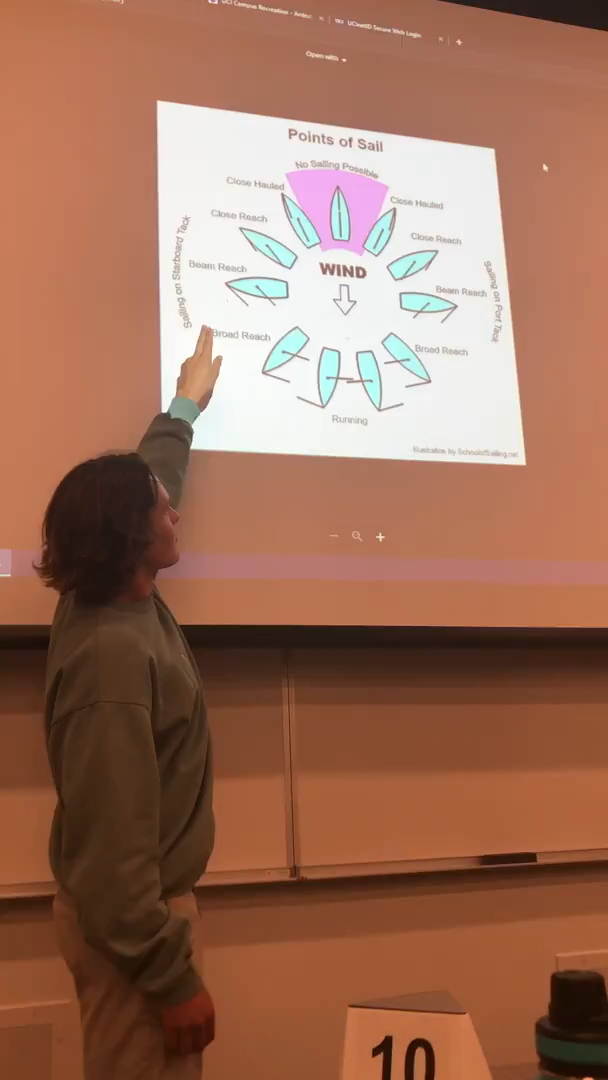 UCI Campus Recreation - Anteat
UCInetID Secure Web Login
Open with
Points of Sail
No Sailing Possible
Close Hauled
Close Hauled
Close Reach
Close Reach
WIND
Beam Reach
Beam Reach
Sailing on Starboard Tack
Sailing on Port Tack
Broad Reach
Broad Reach
Running
Illustration by SchoolofSailing.net
10